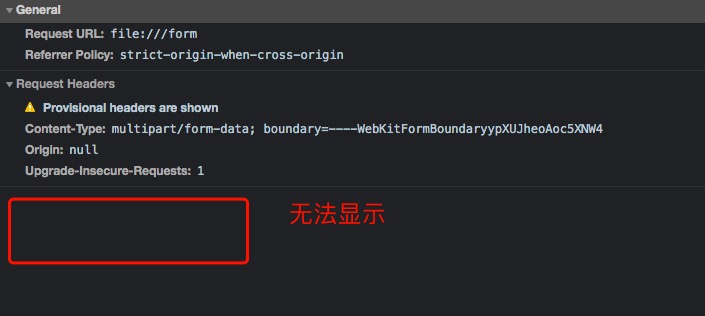 General
Request URL: file:///form
Referrer Policy: strict-origin-when-cross-origin
Request Headers
Provisional headers are shown
Content-Type: multipart/form-data; boundary=----WebKitFormBoundaryypXUJheoAoc5XNW4
Origin: null
Upgrade-Insecure-Requests: 1
无法显示